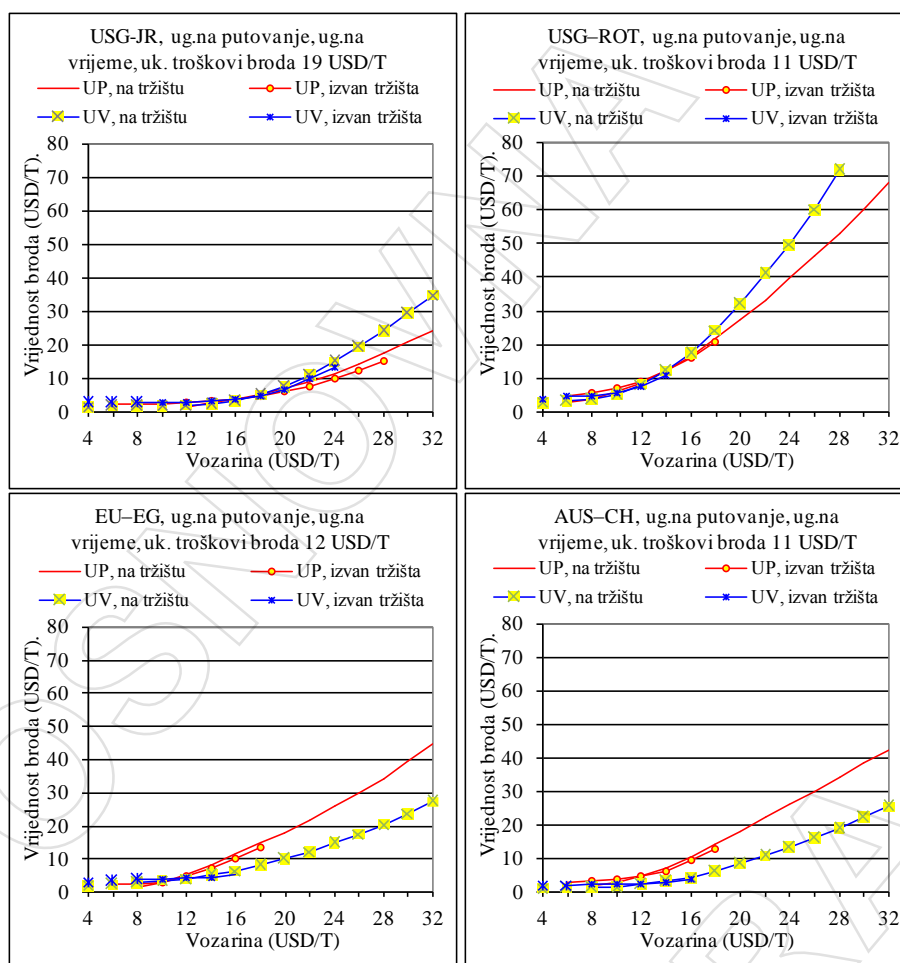 USG-JR, ug.na putovanje, ug.na
vrijeme, uk. troškovi broda 19 USD/T
UP, na tržištu
UP, izvan tržišta
UV, na tržištu
UV, izvan tržišta
Vrijednost broda (USD/T).
80
70
60
50
40
30
20
10
0
4 8 12 16 20 24 28 32
Vozarina (USD/T)
USG–ROT, ug.na putovanje, ug.na
vrijeme, uk. troškovi broda 11 USD/T
UP, na tržištu
UP, izvan tržišta
UV, na tržištu
UV, izvan tržišta
Vrijednost broda (USD/T).
80
70
60
50
40
30
20
10
0
4 8 12 16 20 24 28 32
Vozarina (USD/T)
EU–EG, ug.na putovanje, ug.na
vrijeme, uk. troškovi broda 12 USD/T
UP, na tržištu
UP, izvan tržišta
UV, na tržištu
UV, izvan tržišta
Vrijednost broda (USD/T).
80
70
60
50
40
30
20
10
0
4 8 12 16 20 24 28 32
Vozarina (USD/T)
AUS–CH, ug.na putovanje, ug.na
vrijeme, uk. troškovi broda 11 USD/T
UP, na tržištu
UP, izvan tržišta
UV, na tržištu
UV, izvan tržišta
Vrijednost broda (USD/T).
80
70
60
50
40
30
20
10
0
4 8 12 16 20 24 28 32
Vozarina (USD/T)
OSNOVNA